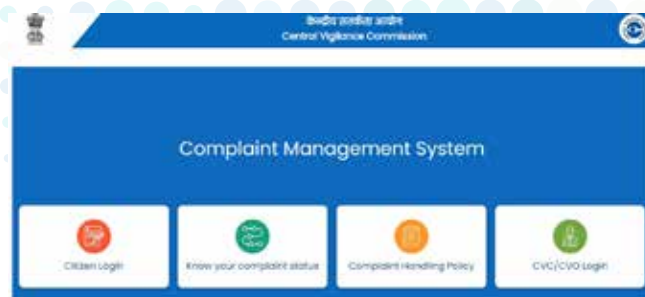 केन्द्रीय सतर्कता आयोग
Central Vigilance Commission
Complaint Management System
Citizen Login
Know your complaint status
Complaint Handling Policy
CVC/CVO Login